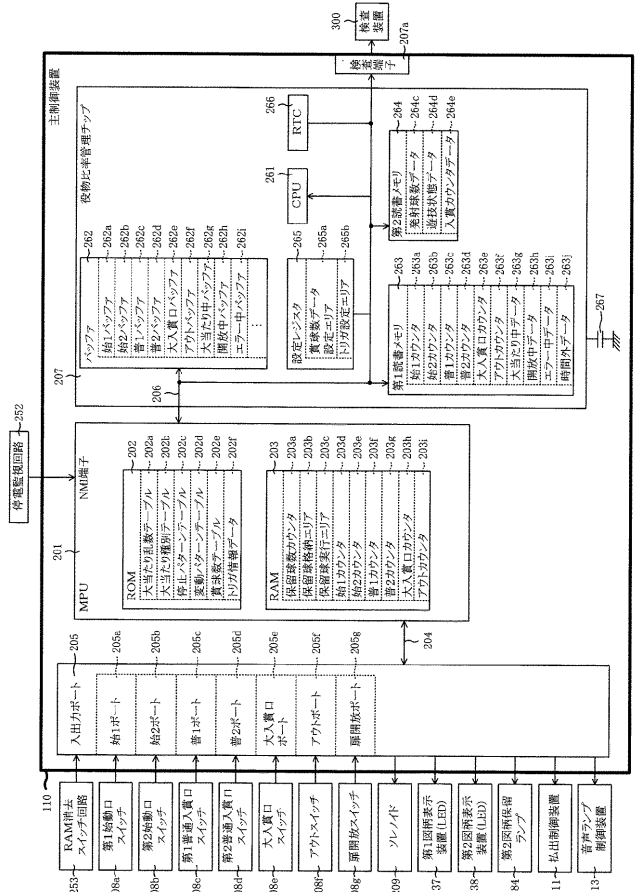 110
主制御装置
停電監視回路
252
201
MPU
NMI端子
ROM
202
大当たり乱数テーブル
202a
大当たり種別テーブル
202b
停止パターンテーブル
202c
変動パターンテーブル
202d
賞球数テーブル
202e
トリガ情報データ
202f
RAM
203
保留球数カウンタ
203a
保留球格納エリア
203b
保留球実行エリア
203c
始1カウンタ
203d
始2カウンタ
203e
普1カウンタ
203f
普2カウンタ
203g
大入賞口カウンタ
203h
アウトカウンタ
203i
204
206
207
役物比率管理チップ
バッファ
262
始1バッファ
262a
始2バッファ
262b
普1バッファ
262c
普2バッファ
262d
大入賞口バッファ
262e
アウトバッファ
262f
大当たり中バッファ
262g
開放中バッファ
262h
エラー中バッファ
262i
設定レジスタ
265
賞球数データ
設定エリア
265a
トリガ設定エリア
265b
CPU
261
RTC
266
第1読書メモリ
263
始1カウンタ
263a
始2カウンタ
263b
普1カウンタ
263c
普2カウンタ
263d
大入賞口カウンタ
263e
アウトカウンタ
263f
大当たり中データ
263g
開放中データ
263h
エラー中データ
263i
時間外データ
263j
第2読書メモリ
264
発射球数データ
264c
遊技状態データ
264d
入賞カウンタデータ
264e
267
検査端子
207a
検査装置
300
入出力ポート
205
始1ポート
205a
始2ポート
205b
普1ポート
205c
普2ポート
205d
大入賞口
ポート
205e
アウトポート
205f
扉開放ポート
205g
RAM消去
スイッチ回路
253
第1始動口
スイッチ
08a
第2始動口
スイッチ
08b
第1普通入賞口
スイッチ
08c
第2普通入賞口
スイッチ
08d
大入賞口
スイッチ
08e
アウトスイッチ
08f
扉開放スイッチ
08g
ソレノイド
209
第1図柄表示
装置(LED)
37
第2図柄表示
装置(LED)
38
第2図柄保留
ランプ
84
払出制御装置
11
音声ランプ
制御装置
13